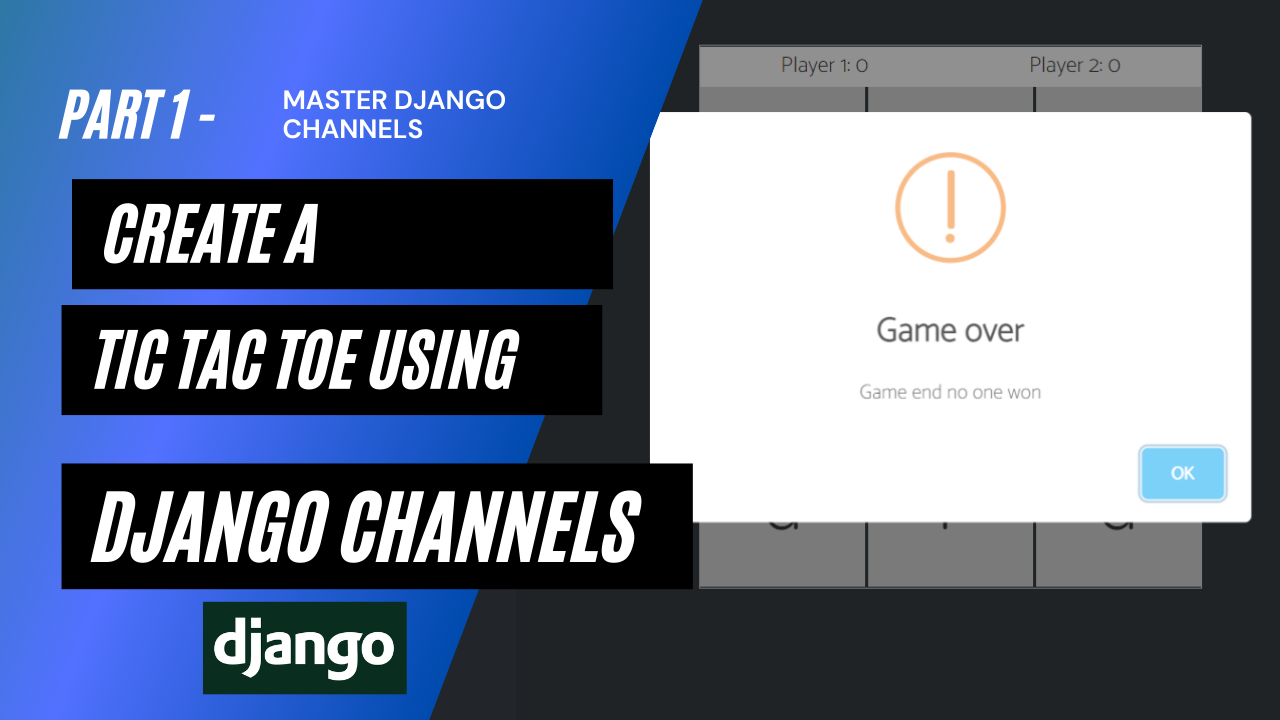 PART 1 -
MASTER DJANGO
CHANNELS
CREATE A
TIC TAC TOE USING
DJANGO CHANNELS
django
Player 1: 0
Player 2: 0
Game over
Game end no one won
OK